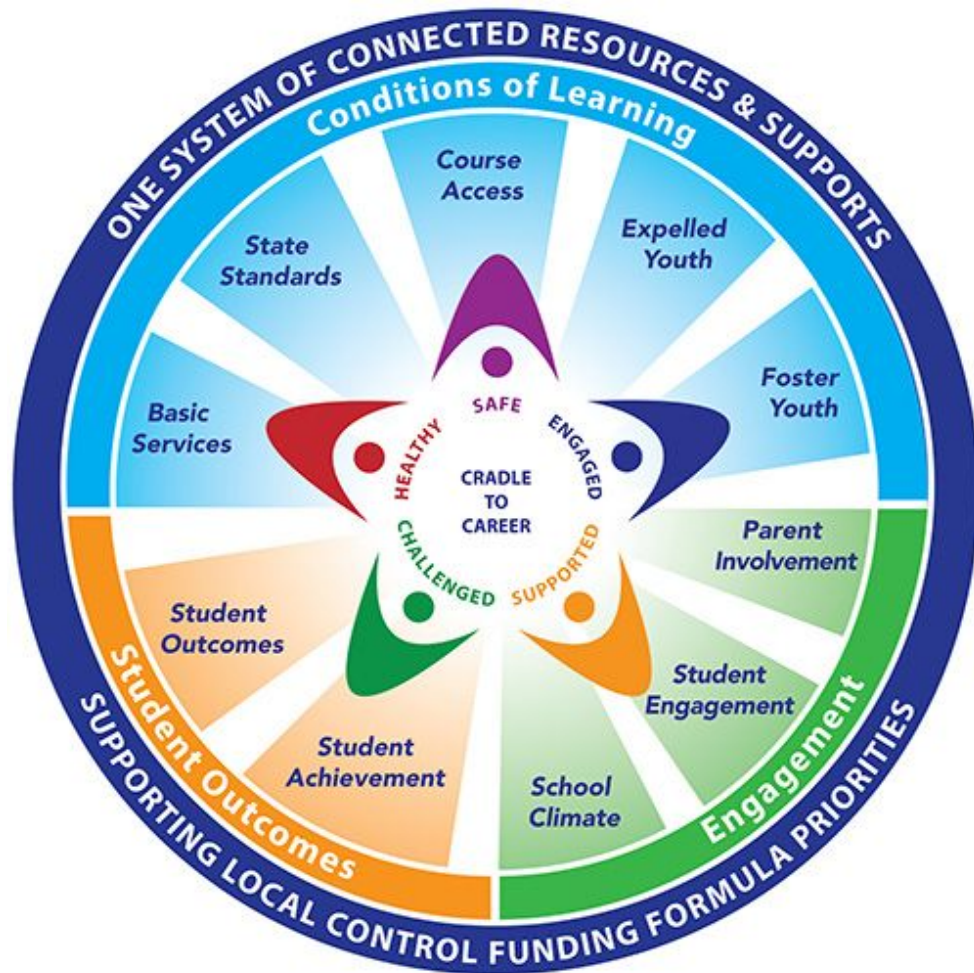 ONE SYSTEM OF CONNECTED RESOURCES & SUPPORTS
Conditions of Learning
Course
Access
State
Standards
Expelled
Youth
Basic
Services
Foster
Youth
SAFE
HEALTHY
ENGAGED
CRADLE
TO
CAREER
CHALLENGED
SUPPORTED
Parent
Involvement
Student
Outcomes
Student
Engagement
Student
Achievement
School
Climate
Student Outcomes
Engagement
SUPPORTING LOCAL CONTROL FUNDING FORMULA PRIORITIES